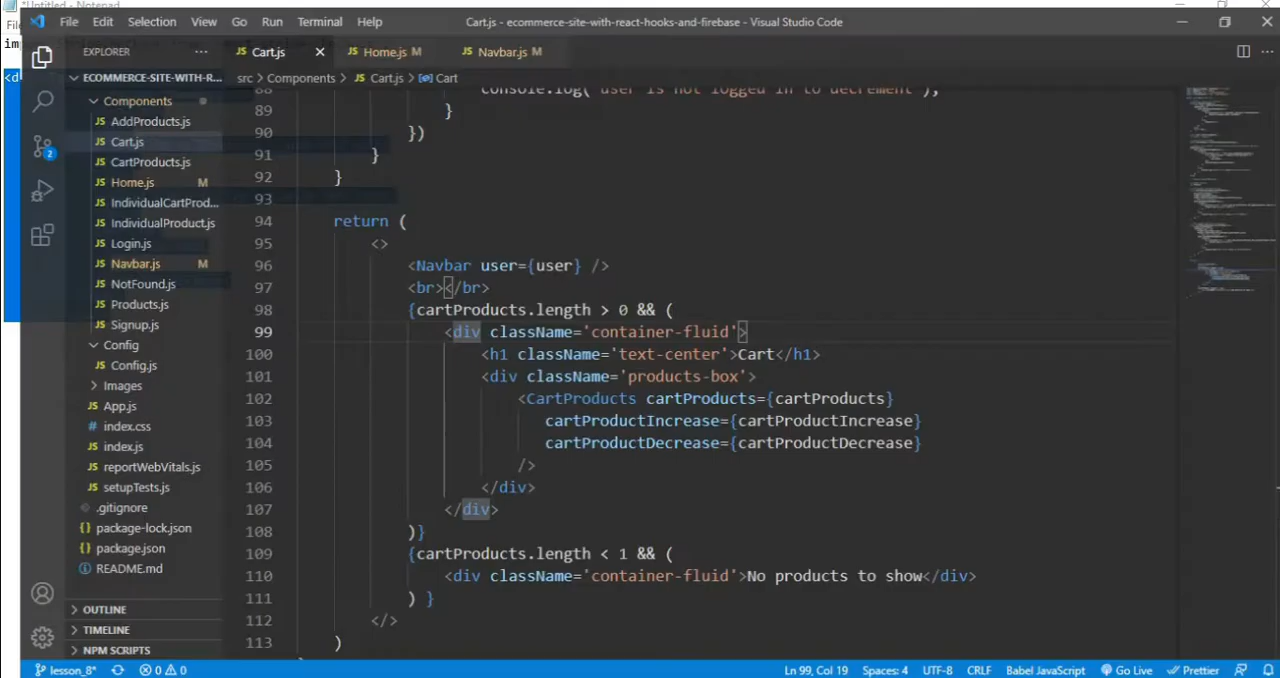 *Untitled - Notepad
File Edit Selection View Go Run Terminal Help
Cart.js - ecommerce-site-with-react-hooks-and-firebase - Visual Studio Code
EXPLORER ···
JS Cart.js × JS Home.js M JS Navbar.js M
ECOMMERCE-SITE-WITH-R...
src > Components > JS Cart.js > Cart
Components
JS AddProducts.js
JS Cart.js
JS CartProducts.js
JS Home.js M
JS IndividualCartProd...
JS IndividualProduct.js
JS Login.js
JS Navbar.js M
JS NotFound.js
JS Products.js
JS Signup.js
Config
JS Config.js
Images
JS App.js
# index.css
JS index.js
JS reportWebVitals.js
JS setupTests.js
.gitignore
{} package-lock.json
{} package.json
README.md
OUTLINE
TIMELINE
NPM SCRIPTS
2
88 console.log('user is not logged in to decrement');
89 }
90 })
91 }
92 }
93
94 return (
95 <>
96 <Navbar user={user} />
97 <br></br>
98 {cartProducts.length > 0 && (
99 <div className='container-fluid'>
100 <h1 className='text-center'>Cart</h1>
101 <div className='products-box'>
102 <CartProducts cartProducts={cartProducts}
103 cartProductIncrease={cartProductIncrease}
104 cartProductDecrease={cartProductDecrease}
105 />
106 </div>
107 </div>
108 )}
109 {cartProducts.length < 1 && (
110 <div className='container-fluid'>No products to show</div>
111 ) }
112 </>
113 )
lesson_8* 0 0 Ln 99, Col 19 Spaces: 4 UTF-8 CRLF Babel JavaScript Go Live Prettier